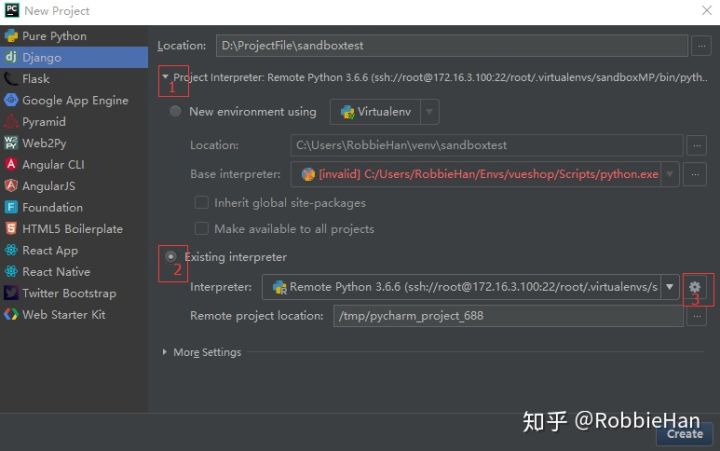 New Project
Pure Python
Django
Flask
Google App Engine
Pyramid
Web2Py
Angular CLI
AngularJS
Foundation
HTML5 Boilerplate
React App
React Native
Twitter Bootstrap
Web Starter Kit
Location: D:\ProjectFile\sandboxtest
Project Interpreter: Remote Python 3.6.6 (ssh://root@172.16.3.100:22/root/.virtualenvs/sandboxMP/bin/pyth..
1
New environment using Virtualenv
Location: C:\Users\RobbieHan\venv\sandboxtest
Base interpreter: [invalid] C:/Users/RobbieHan/Envs/vueshop/Scripts/python.exe
Inherit global site-packages
Make available to all projects
2 Existing interpreter
Interpreter: Remote Python 3.6.6 (ssh://root@172.16.3.100:22/root/.virtualenvs/s
3
Remote project location: /tmp/pycharm_project_688
More Settings
知乎 @RobbieHan
Create